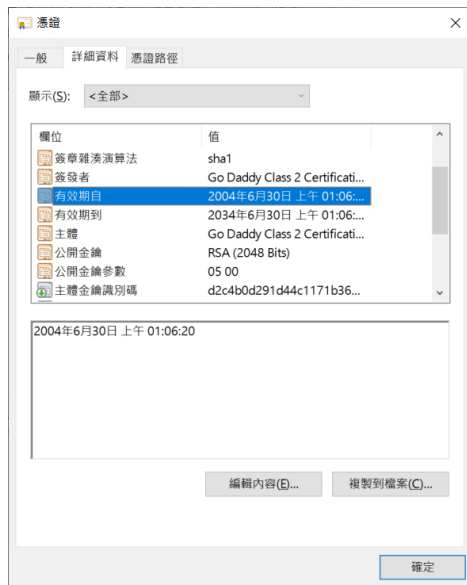 憑證
一般 詳細資料 憑證路徑
顯示(S): <全部>
欄位 值
簽章雜湊演算法 sha1
簽發者 Go Daddy Class 2 Certificati...
有效期自 2004年6月30日 上午 01:06:...
有效期到 2034年6月30日 上午 01:06:...
主體 Go Daddy Class 2 Certificati...
公開金鑰 RSA (2048 Bits)
公開金鑰參數 05 00
主體金鑰識別碼 d2c4b0d291d44c1171b36...
2004年6月30日 上午 01:06:20
編輯內容(E)... 複製到檔案(C)...
確定